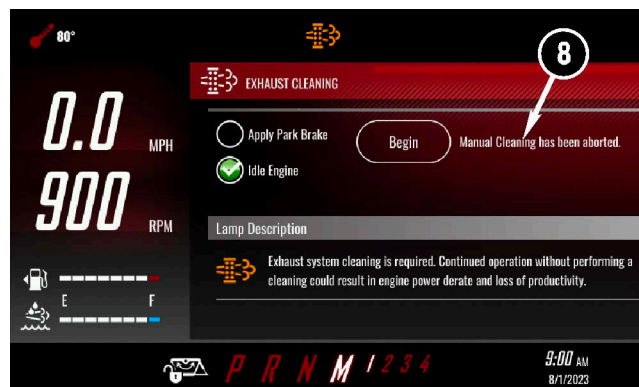 80°
8
EXHAUST CLEANING
0.0 MPH
Apply Park Brake
Begin
Manual Cleaning has been aborted.
Idle Engine
900 RPM
Lamp Description
Exhaust system cleaning is required. Continued operation without performing a
cleaning could result in engine power derate and loss of productivity.
E F
P R N M 1 2 3 4
9:00 AM
8/1/2023